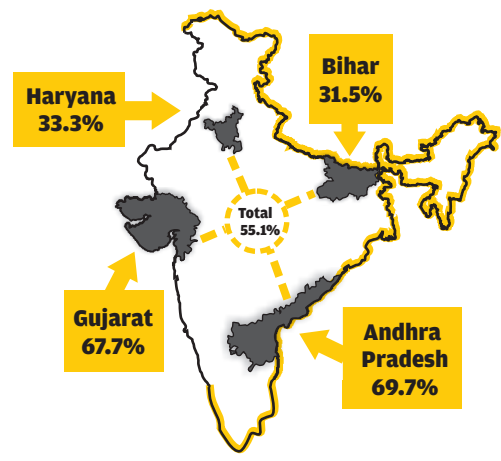 Haryana
33.3%
Bihar
31.5%
Total
55.1%
Gujarat
67.7%
Andhra
Pradesh
69.7%